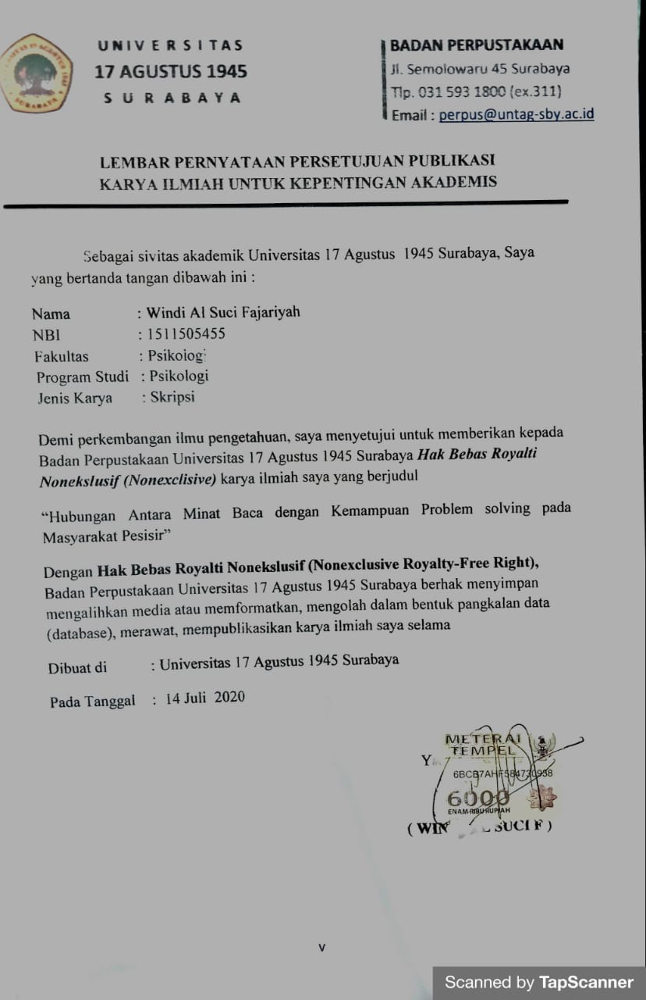 UNIVERSITAS
17 AGUSTUS 1945
SURABAYA
BADAN PERPUSTAKAAN
Jl. Semolowaru 45 Surabaya
Tlp. 031 593 1800 (ex.311)
Email : perpus@untag-sby.ac.id
LEMBAR PERNYATAAN PERSETUJUAN PUBLIKASI
KARYA ILMIAH UNTUK KEPENTINGAN AKADEMIS
Sebagai sivitas akademik Universitas 17 Agustus 1945 Surabaya, Saya
yang bertanda tangan dibawah ini :
Nama : Windi Al Suci Fajariyah
NBI : 1511505455
Fakultas : Psikologi
Program Studi : Psikologi
Jenis Karya : Skripsi
Demi perkembangan ilmu pengetahuan, saya menyetujui untuk memberikan kepada
Badan Perpustakaan Universitas 17 Agustus 1945 Surabaya Hak Bebas Royalti
Nonekslusif (Nonexclisive) karya ilmiah saya yang berjudul
“Hubungan Antara Minat Baca dengan Kemampuan Problem solving pada
Masyarakat Pesisir”
Dengan Hak Bebas Royalti Nonekslusif (Nonexclusive Royalty-Free Right),
Badan Perpustakaan Universitas 17 Agustus 1945 Surabaya berhak menyimpan
mengalihkan media atau memformatkan, mengolah dalam bentuk pangkalan data
(database), merawat, mempublikasikan karya ilmiah saya selama
Dibuat di : Universitas 17 Agustus 1945 Surabaya
Pada Tanggal : 14 Juli 2020
METERAI
TEMPEL
6BCB7AHF584730938
6000
ENAM RIBU RUPIAH
SUCI F )
v
Scanned by TapScanner